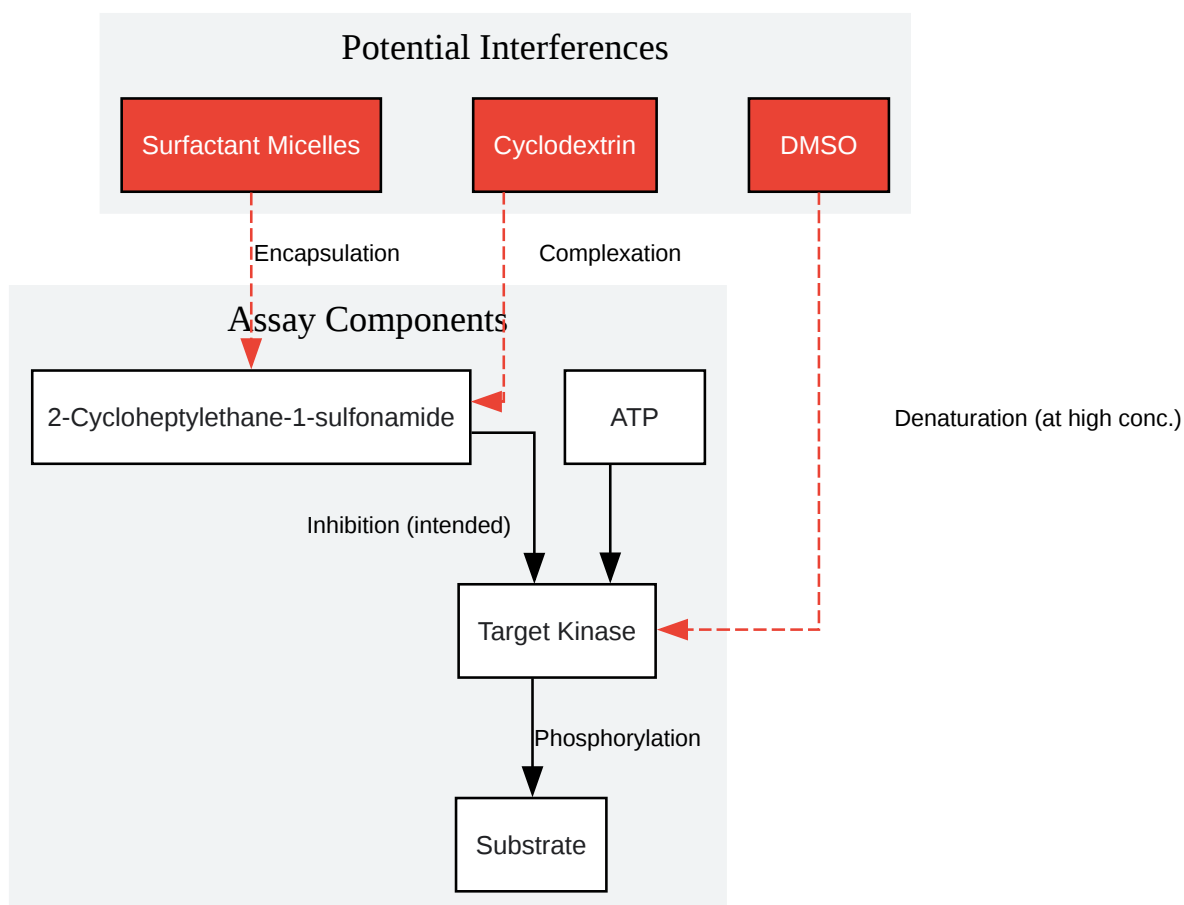 Potential Interferences
Surfactant Micelles
Cyclodextrin
DMSO
Encapsulation
Complexation
Assay Components
2-Cycloheptylethane-1-sulfonamide
ATP
Denaturation (at high conc.)
Inhibition (intended)
Target Kinase
Phosphorylation
Substrate